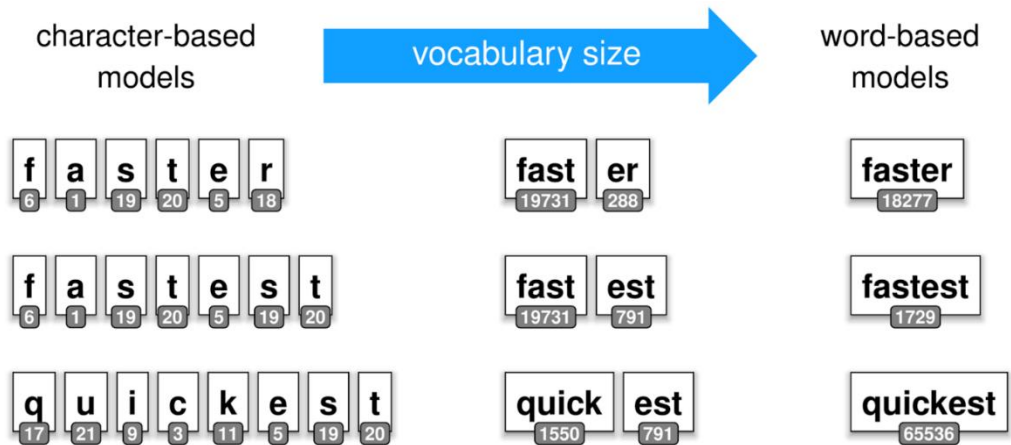 character-based
models
vocabulary size
word-based
models
f a s t e r fast er faster
6 1 19 20 5 18 19731 288 18277
f a s t e s t fast est fastest
6 1 19 20 5 19 20 19731 791 1729
q u i c k e s t quick est quickest
17 21 9 3 11 5 19 20 1550 791 65536